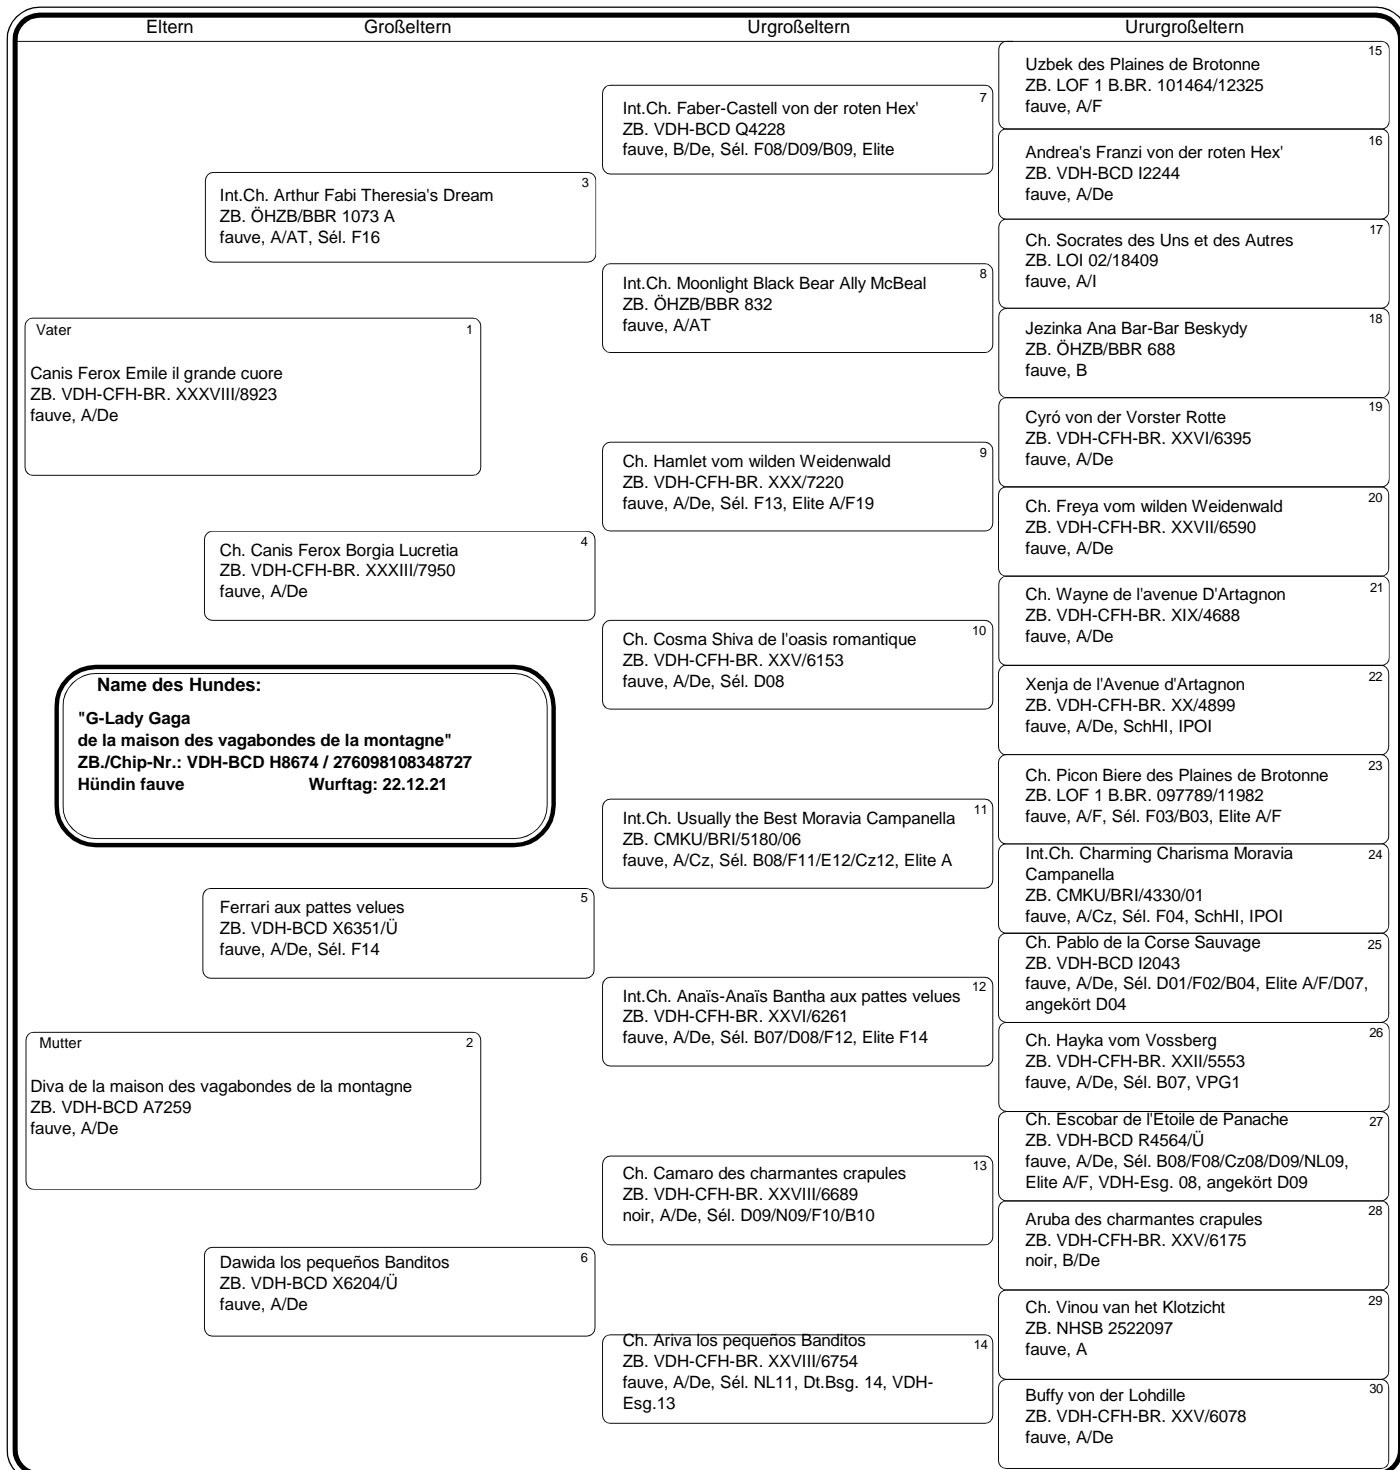 Eltern Großeltern Urgroßeltern Ururgroßeltern
Vater 1
Canis Ferox Emile il grande cuore
ZB. VDH-CFH-BR. XXXVIII/8923
fauve, A/De
Name des Hundes:
"G-Lady Gaga
de la maison des vagabondes de la montagne"
ZB./Chip-Nr.: VDH-BCD H8674 / 276098108348727
Hündin fauve Wurftag: 22.12.21
Mutter 2
Diva de la maison des vagabondes de la montagne
ZB. VDH-BCD A7259
fauve, A/De
3
Int.Ch. Arthur Fabi Theresia's Dream
ZB. ÖHZB/BBR 1073 A
fauve, A/AT, Sél. F16
4
Ch. Canis Ferox Borgia Lucretia
ZB. VDH-CFH-BR. XXXIII/7950
fauve, A/De
5
Ferrari aux pattes velues
ZB. VDH-BCD X6351/Ü
fauve, A/De, Sél. F14
6
Dawida los pequeños Banditos
ZB. VDH-BCD X6204/Ü
fauve, A/De
7
Int.Ch. Faber-Castell von der roten Hex'
ZB. VDH-BCD Q4228
fauve, B/De, Sél. F08/D09/B09, Elite
8
Int.Ch. Moonlight Black Bear Ally McBeal
ZB. ÖHZB/BBR 832
fauve, A/AT
9
Ch. Hamlet vom wilden Weidenwald
ZB. VDH-CFH-BR. XXX/7220
fauve, A/De, Sél. F13, Elite A/F19
10
Ch. Cosma Shiva de l'oasis romantique
ZB. VDH-CFH-BR. XXV/6153
fauve, A/De, Sél. D08
11
Int.Ch. Usually the Best Moravia Campanella
ZB. CMKU/BRI/5180/06
fauve, A/Cz, Sél. B08/F11/E12/Cz12, Elite A
12
Int.Ch. Anaïs-Anaïs Bantha aux pattes velues
ZB. VDH-CFH-BR. XXVI/6261
fauve, A/De, Sél. B07/D08/F12, Elite F14
13
Ch. Camaro des charmantes crapules
ZB. VDH-CFH-BR. XXVIII/6689
noir, A/De, Sél. D09/N09/F10/B10
14
Ch. Ariva los pequeños Banditos
ZB. VDH-CFH-BR. XXVIII/6754
fauve, A/De, Sél. NL11, Dt.Bsg. 14, VDH-
Esg.13
15
Uzbek des Plaines de Brotonne
ZB. LOF 1 B.BR. 101464/12325
fauve, A/F
16
Andrea's Franzi von der roten Hex'
ZB. VDH-BCD I2244
fauve, A/De
17
Ch. Socrates des Uns et des Autres
ZB. LOI 02/18409
fauve, A/I
18
Jezinka Ana Bar-Bar Beskydy
ZB. ÖHZB/BBR 688
fauve, B
19
Cyró von der Vorster Rotte
ZB. VDH-CFH-BR. XXVI/6395
fauve, A/De
20
Ch. Freya vom wilden Weidenwald
ZB. VDH-CFH-BR. XXVII/6590
fauve, A/De
21
Ch. Wayne de l'avenue D'Artagnon
ZB. VDH-CFH-BR. XIX/4688
fauve, A/De
22
Xenja de l'Avenue d'Artagnon
ZB. VDH-CFH-BR. XX/4899
fauve, A/De, SchHI, IPOI
23
Ch. Picon Biere des Plaines de Brotonne
ZB. LOF 1 B.BR. 097789/11982
fauve, A/F, Sél. F03/B03, Elite A/F
24
Int.Ch. Charming Charisma Moravia
Campanella
ZB. CMKU/BRI/4330/01
fauve, A/Cz, Sél. F04, SchHI, IPOI
25
Ch. Pablo de la Corse Sauvage
ZB. VDH-BCD I2043
fauve, A/De, Sél. D01/F02/B04, Elite A/F/D07,
angekört D04
26
Ch. Hayka vom Vossberg
ZB. VDH-CFH-BR. XXII/5553
fauve, A/De, Sél. B07, VPG1
27
Ch. Escobar de l'Etoile de Panache
ZB. VDH-BCD R4564/Ü
fauve, A/De, Sél. B08/F08/Cz08/D09/NL09,
Elite A/F, VDH-Esg. 08, angekört D09
28
Aruba des charmantes crapules
ZB. VDH-CFH-BR. XXV/6175
noir, B/De
29
Ch. Vinou van het Klotzicht
ZB. NHSB 2522097
fauve, A
30
Buffy von der Lohdille
ZB. VDH-CFH-BR. XXV/6078
fauve, A/De